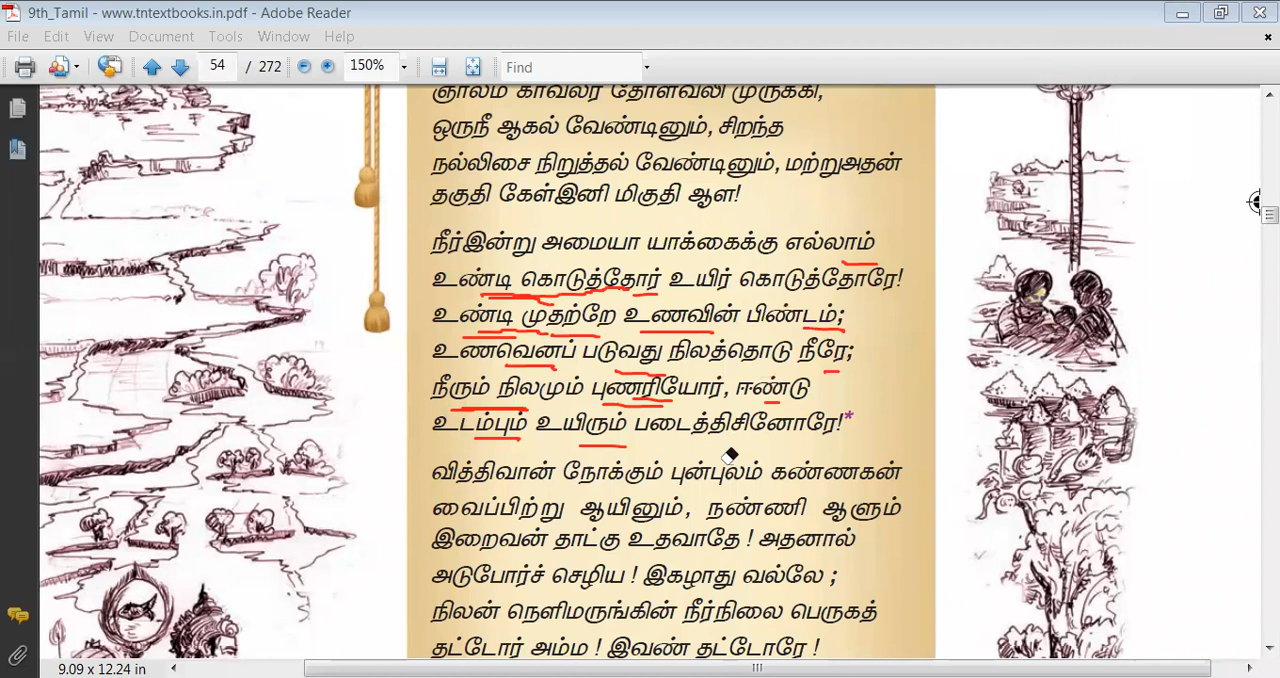 9th_Tamil - www.tntextbooks.in.pdf - Adobe Reader
File Edit View Document Tools Window Help
54 / 272 150% Find
ஞாலம் காவலர் தோள்வலி முருக்கி,
ஒருநீ ஆகல் வேண்டினும், சிறந்த
நல்லிசை நிறுத்தல் வேண்டினும், மற்றுஅதன்
தகுதி கேள்இனி மிகுதி ஆள!
நீர்இன்று அமையா யாக்கைக்கு எல்லாம்
உண்டி கொடுத்தோர் உயிர் கொடுத்தோரே!
உண்டி முதற்றே உணவின் பிண்டம்;
உணவெனப் படுவது நிலத்தொடு நீரே;
நீரும் நிலமும் புணரியோர், ஈண்டு
உடம்பும் உயிரும் படைத்திசினோரே!*
வித்திவான் நோக்கும் புன்புலம் கண்ணகன்
வைப்பிற்று ஆயினும், நண்ணி ஆளும்
இறைவன் தாட்கு உதவாதே ! அதனால்
அடுபோர்ச் செழிய ! இகழாது வல்லே ;
நிலன் நெளிமருங்கின் நீர்நிலை பெருகத்
தட்டோர் அம்ம ! இவண் தட்டோரே !
9.09 x 12.24 in